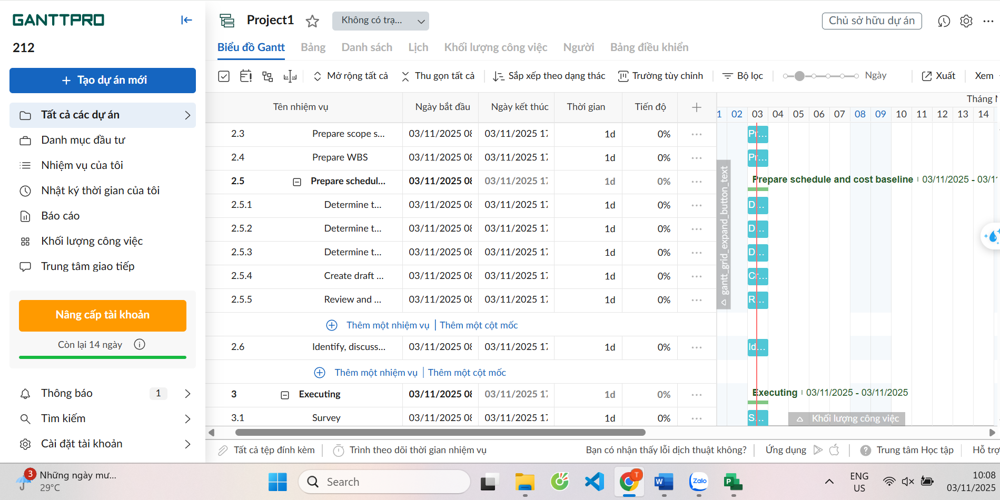 GANTTPRO
212
Tạo dự án mới
Tất cả các dự án
Danh mục đầu tư
Nhiệm vụ của tôi
Nhật ký thời gian của tôi
Báo cáo
Khối lượng công việc
Trung tâm giao tiếp
Nâng cấp tài khoản
Còn lại 14 ngày
Thông báo 1
Tìm kiếm
Cài đặt tài khoản
Project1 Không có trạ... Chủ sở hữu dự án
Biểu đồ Gantt Bảng Danh sách Lịch Khối lượng công việc Người Bảng điều khiển
Mở rộng tất cả Thu gọn tất cả Sắp xếp theo dạng thác Trường tùy chỉnh Bộ lọc Ngày Xuất Xem
Tên nhiệm vụ Ngày bắt đầu Ngày kết thúc Thời gian Tiến độ
Tháng
1 02 03 04 05 06 07 08 09 10 11 12 13 14
2.3 Prepare scope s... 03/11/2025 08 03/11/2025 17 1d 0% Pr...
2.4 Prepare WBS 03/11/2025 08 03/11/2025 17 1d 0% Pr...
2.5 Prepare schedul... 03/11/2025 08 03/11/2025 17 1d 0% Prepare schedule and cost baseline 03/11/2025 - 03/11
2.5.1 Determine t... 03/11/2025 08 03/11/2025 17 1d 0% D...
2.5.2 Determine t... 03/11/2025 08 03/11/2025 17 1d 0% D...
2.5.3 Determine t... 03/11/2025 08 03/11/2025 17 1d 0% D...
2.5.4 Create draft ... 03/11/2025 08 03/11/2025 17 1d 0% Cr...
2.5.5 Review and ... 03/11/2025 08 03/11/2025 17 1d 0% R...
Thêm một nhiệm vụ Thêm một cột mốc
2.6 Identify, discuss... 03/11/2025 08 03/11/2025 17 1d 0% Id...
Thêm một nhiệm vụ Thêm một cột mốc
3 Executing 03/11/2025 08 03/11/2025 17 1d 0% Executing 03/11/2025 - 03/11/2025
3.1 Survey 03/11/2025 08 03/11/2025 17 1d 0% S...
gantt_grid_expand_button_text
Khối lượng công việc
Tất cả tệp đính kèm Trình theo dõi thời gian nhiệm vụ Bạn có nhận thấy lỗi dịch thuật không? Ứng dụng Trung tâm Học tập Hỗ trợ
3 Những ngày mư...
29°C
Search
T
W
Zalo
P
ENG
US
10:08
03/11/2025